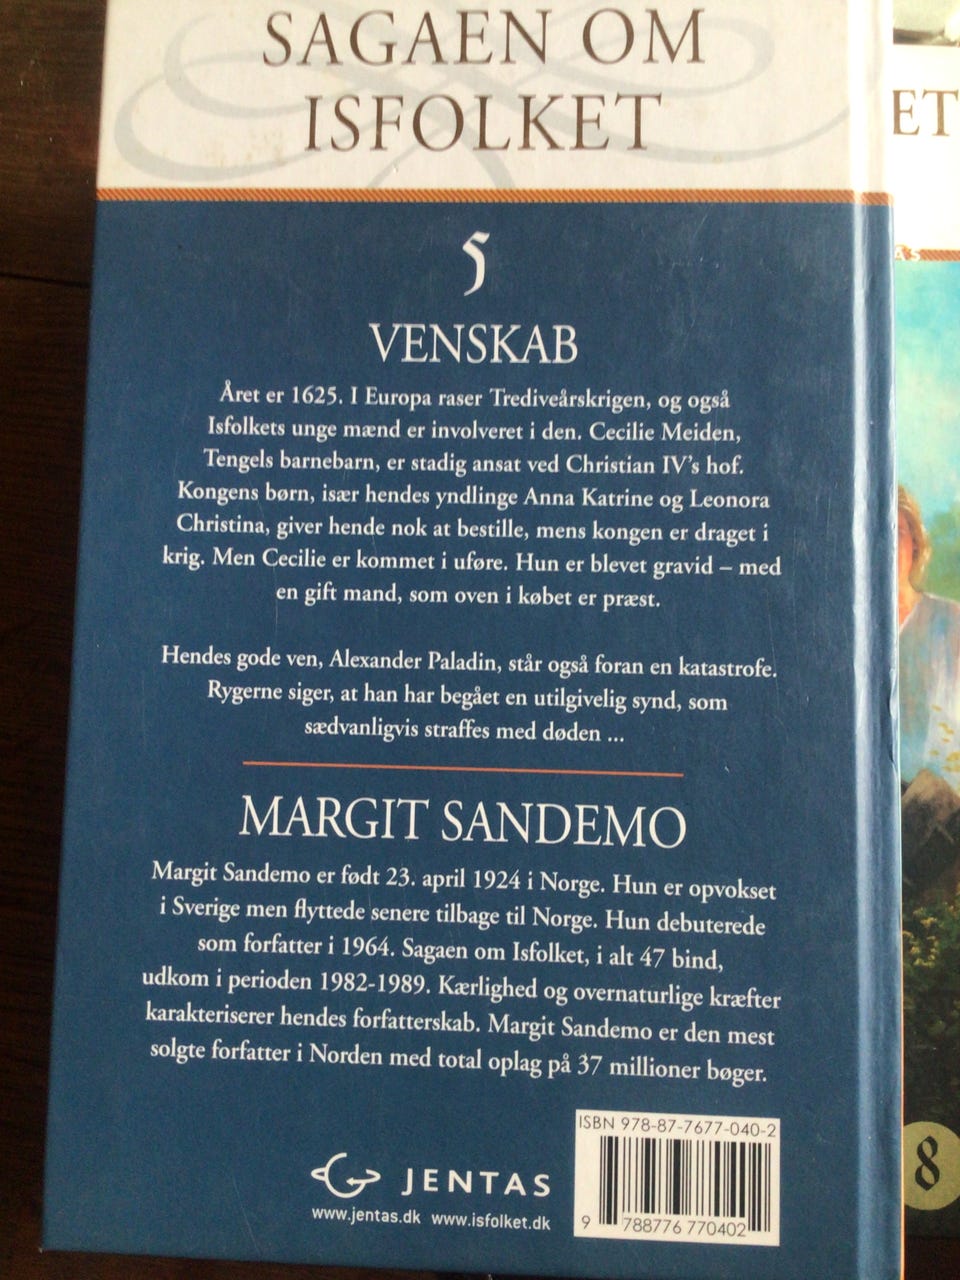 SAGAEN OM
ISFOLKET
5
VENSKAB
Året er 1625. I Europa raser Trediveårskrigen, og også
Isfolkets unge mænd er involveret i den. Cecilie Meiden,
Tengels barnebarn, er stadig ansat ved Christian IV's hof.
Kongens børn, især hendes yndlinge Anna Katrine og Leonora
Christina, giver hende nok at bestille, mens kongen er draget i
krig. Men Cecilie er kommet i uføre. Hun er blevet gravid – med
en gift mand, som oven i købet er præst.
Hendes gode ven, Alexander Paladin, står også foran en katastrofe.
Rygerne siger, at han har begået en utilgivelig synd, som
sædvanligvis straffes med døden ...
MARGIT SANDEMO
Margit Sandemo er født 23. april 1924 i Norge. Hun er opvokset
i Sverige men flyttede senere tilbage til Norge. Hun debuterede
som forfatter i 1964. Sagaen om Isfolket, i alt 47 bind,
udkom i perioden 1982-1989. Kærlighed og overnaturlige kræfter
karakteriserer hendes forfatterskab. Margit Sandemo er den mest
solgte forfatter i Norden med total oplag på 37 millioner bøger.
JENTAS
www.jentas.dk www.isfolket.dk
ISBN 978-87-7677-040-2
9 788776 770402
ET
8